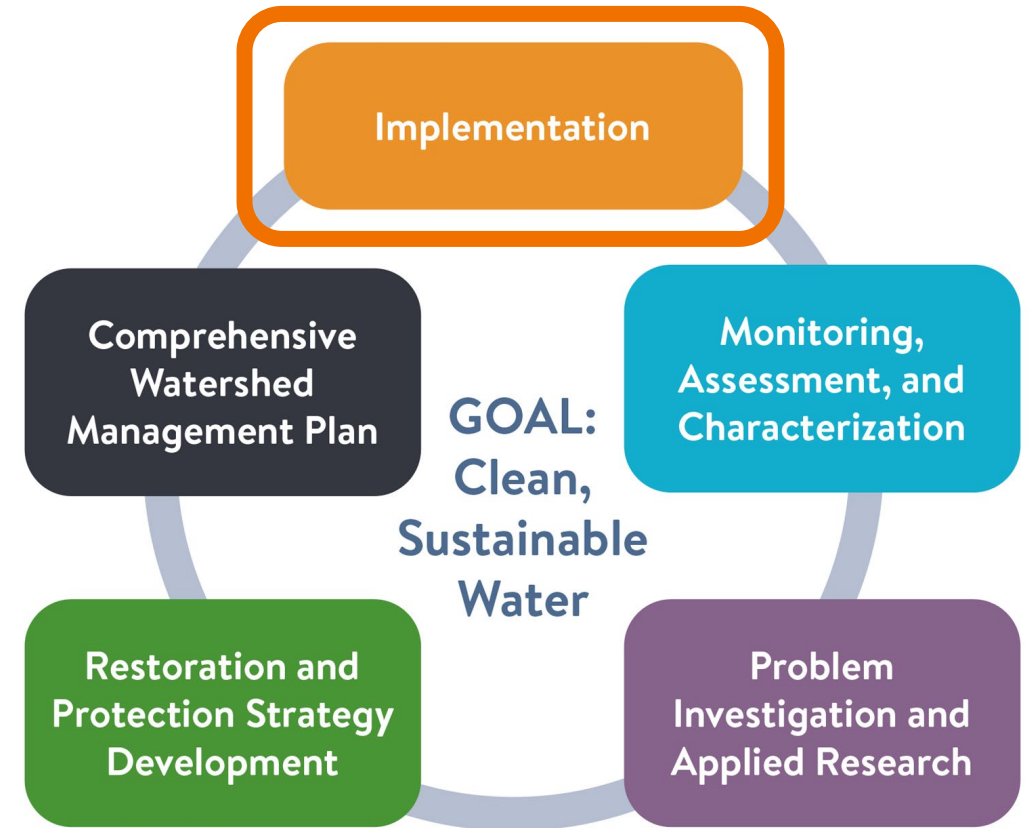 Implementation
Comprehensive
Watershed
Management Plan
Monitoring,
Assessment, and
Characterization
GOAL:
Clean,
Sustainable
Water
Restoration and
Protection Strategy
Development
Problem
Investigation and
Applied Research